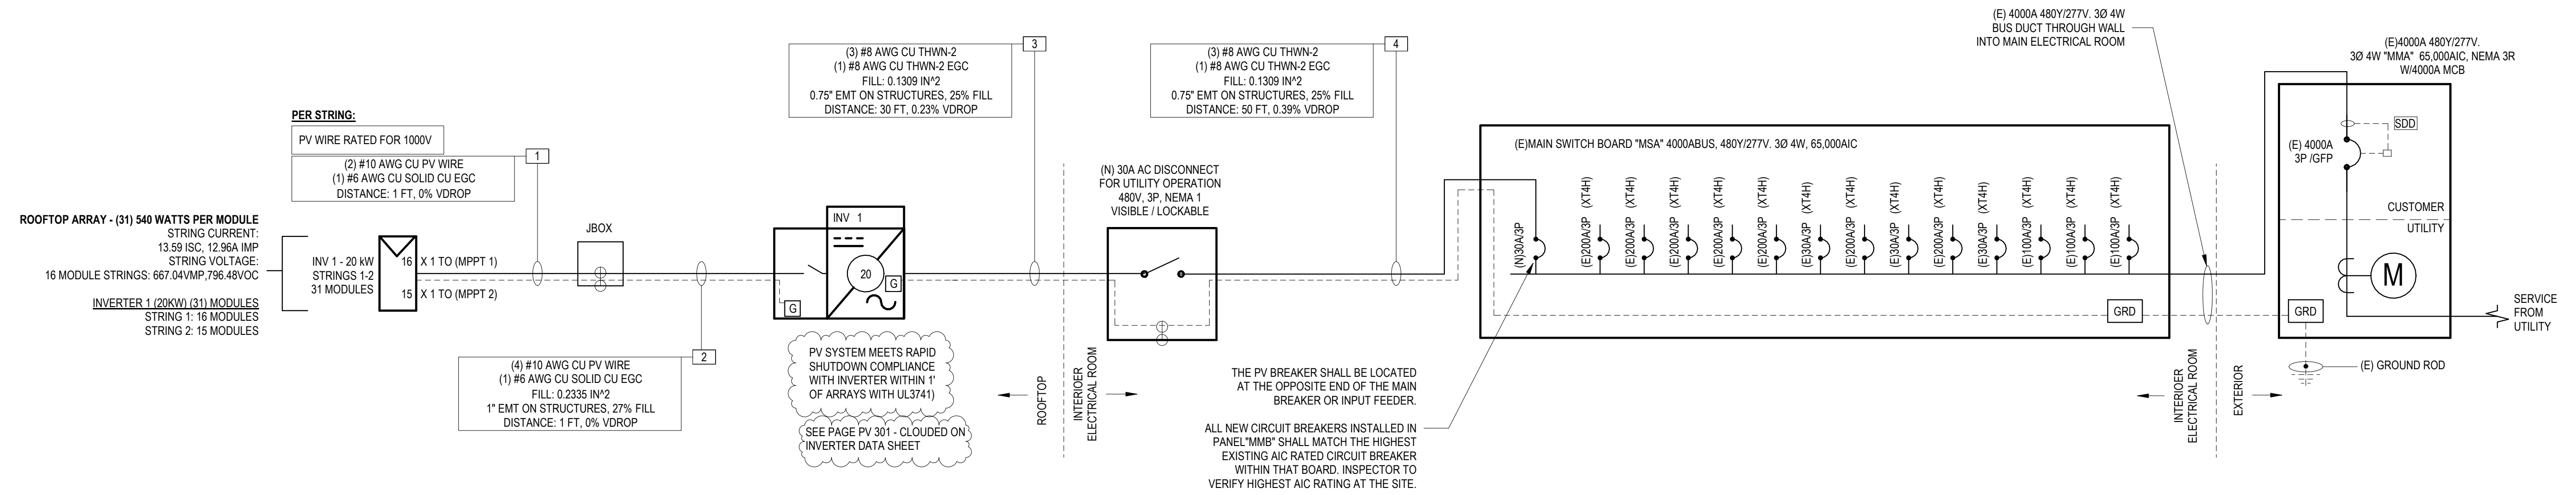 PER STRING:
PV WIRE RATED FOR 1000V
1
(2) #10 AWG CU PV WIRE
(1) #6 AWG CU SOLID CU EGC
DISTANCE: 1 FT, 0% VDROP
ROOFTOP ARRAY - (31) 540 WATTS PER MODULE
STRING CURRENT:
13.59 ISC, 12.96A IMP
STRING VOLTAGE:
16 MODULE STRINGS: 667.04VMP,796.48VOC
INVERTER 1 (20KW) (31) MODULES
STRING 1: 16 MODULES
STRING 2: 15 MODULES
INV 1 - 20 kW
STRINGS 1-2
31 MODULES
16 X 1 TO (MPPT 1)
15 X 1 TO (MPPT 2)
JBOX
2
(4) #10 AWG CU PV WIRE
(1) #6 AWG CU SOLID CU EGC
FILL: 0.2335 IN^2
1" EMT ON STRUCTURES, 27% FILL
DISTANCE: 1 FT, 0% VDROP
INV 1
20
G
G
PV SYSTEM MEETS RAPID
SHUTDOWN COMPLIANCE
WITH INVERTER WITHIN 1'
OF ARRAYS WITH UL3741)
SEE PAGE PV 301 - CLOUDED ON
INVERTER DATA SHEET
3
(3) #8 AWG CU THWN-2
(1) #8 AWG CU THWN-2 EGC
FILL: 0.1309 IN^2
0.75" EMT ON STRUCTURES, 25% FILL
DISTANCE: 30 FT, 0.23% VDROP
ROOFTOP
INTERIOER
ELECTRICAL ROOM
(N) 30A AC DISCONNECT
FOR UTILITY OPERATION
480V, 3P, NEMA 1
VISIBLE / LOCKABLE
4
(3) #8 AWG CU THWN-2
(1) #8 AWG CU THWN-2 EGC
FILL: 0.1309 IN^2
0.75" EMT ON STRUCTURES, 25% FILL
DISTANCE: 50 FT, 0.39% VDROP
(E)MAIN SWITCH BOARD "MSA" 4000ABUS, 480Y/277V. 3Ø 4W, 65,000AIC
(N)30A/3P
(E)200A/3P (XT4H)
(E)200A/3P (XT4H)
(E)200A/3P (XT4H)
(E)200A/3P (XT4H)
(E)200A/3P (XT4H)
(E)30A/3P (XT4H)
(E)200A/3P (XT4H)
(E)30A/3P (XT4H)
(E)200A/3P (XT4H)
(E)30A/3P (XT4H)
(E)100A/3P (XT4H)
(E)100A/3P (XT4H)
(E)100A/3P (XT4H)
GRD
THE PV BREAKER SHALL BE LOCATED
AT THE OPPOSITE END OF THE MAIN
BREAKER OR INPUT FEEDER.
ALL NEW CIRCUIT BREAKERS INSTALLED IN
PANEL"MMB" SHALL MATCH THE HIGHEST
EXISTING AIC RATED CIRCUIT BREAKER
WITHIN THAT BOARD. INSPECTOR TO
VERIFY HIGHEST AIC RATING AT THE SITE.
(E) 4000A 480Y/277V. 3Ø 4W
BUS DUCT THROUGH WALL
INTO MAIN ELECTRICAL ROOM
INTERIOER
ELECTRICAL ROOM
EXTERIOR
(E)4000A 480Y/277V.
3Ø 4W "MMA" 65,000AIC, NEMA 3R
W/4000A MCB
SDD
(E) 4000A
3P /GFP
CUSTOMER
UTILITY
M
GRD
SERVICE
FROM
UTILITY
(E) GROUND ROD